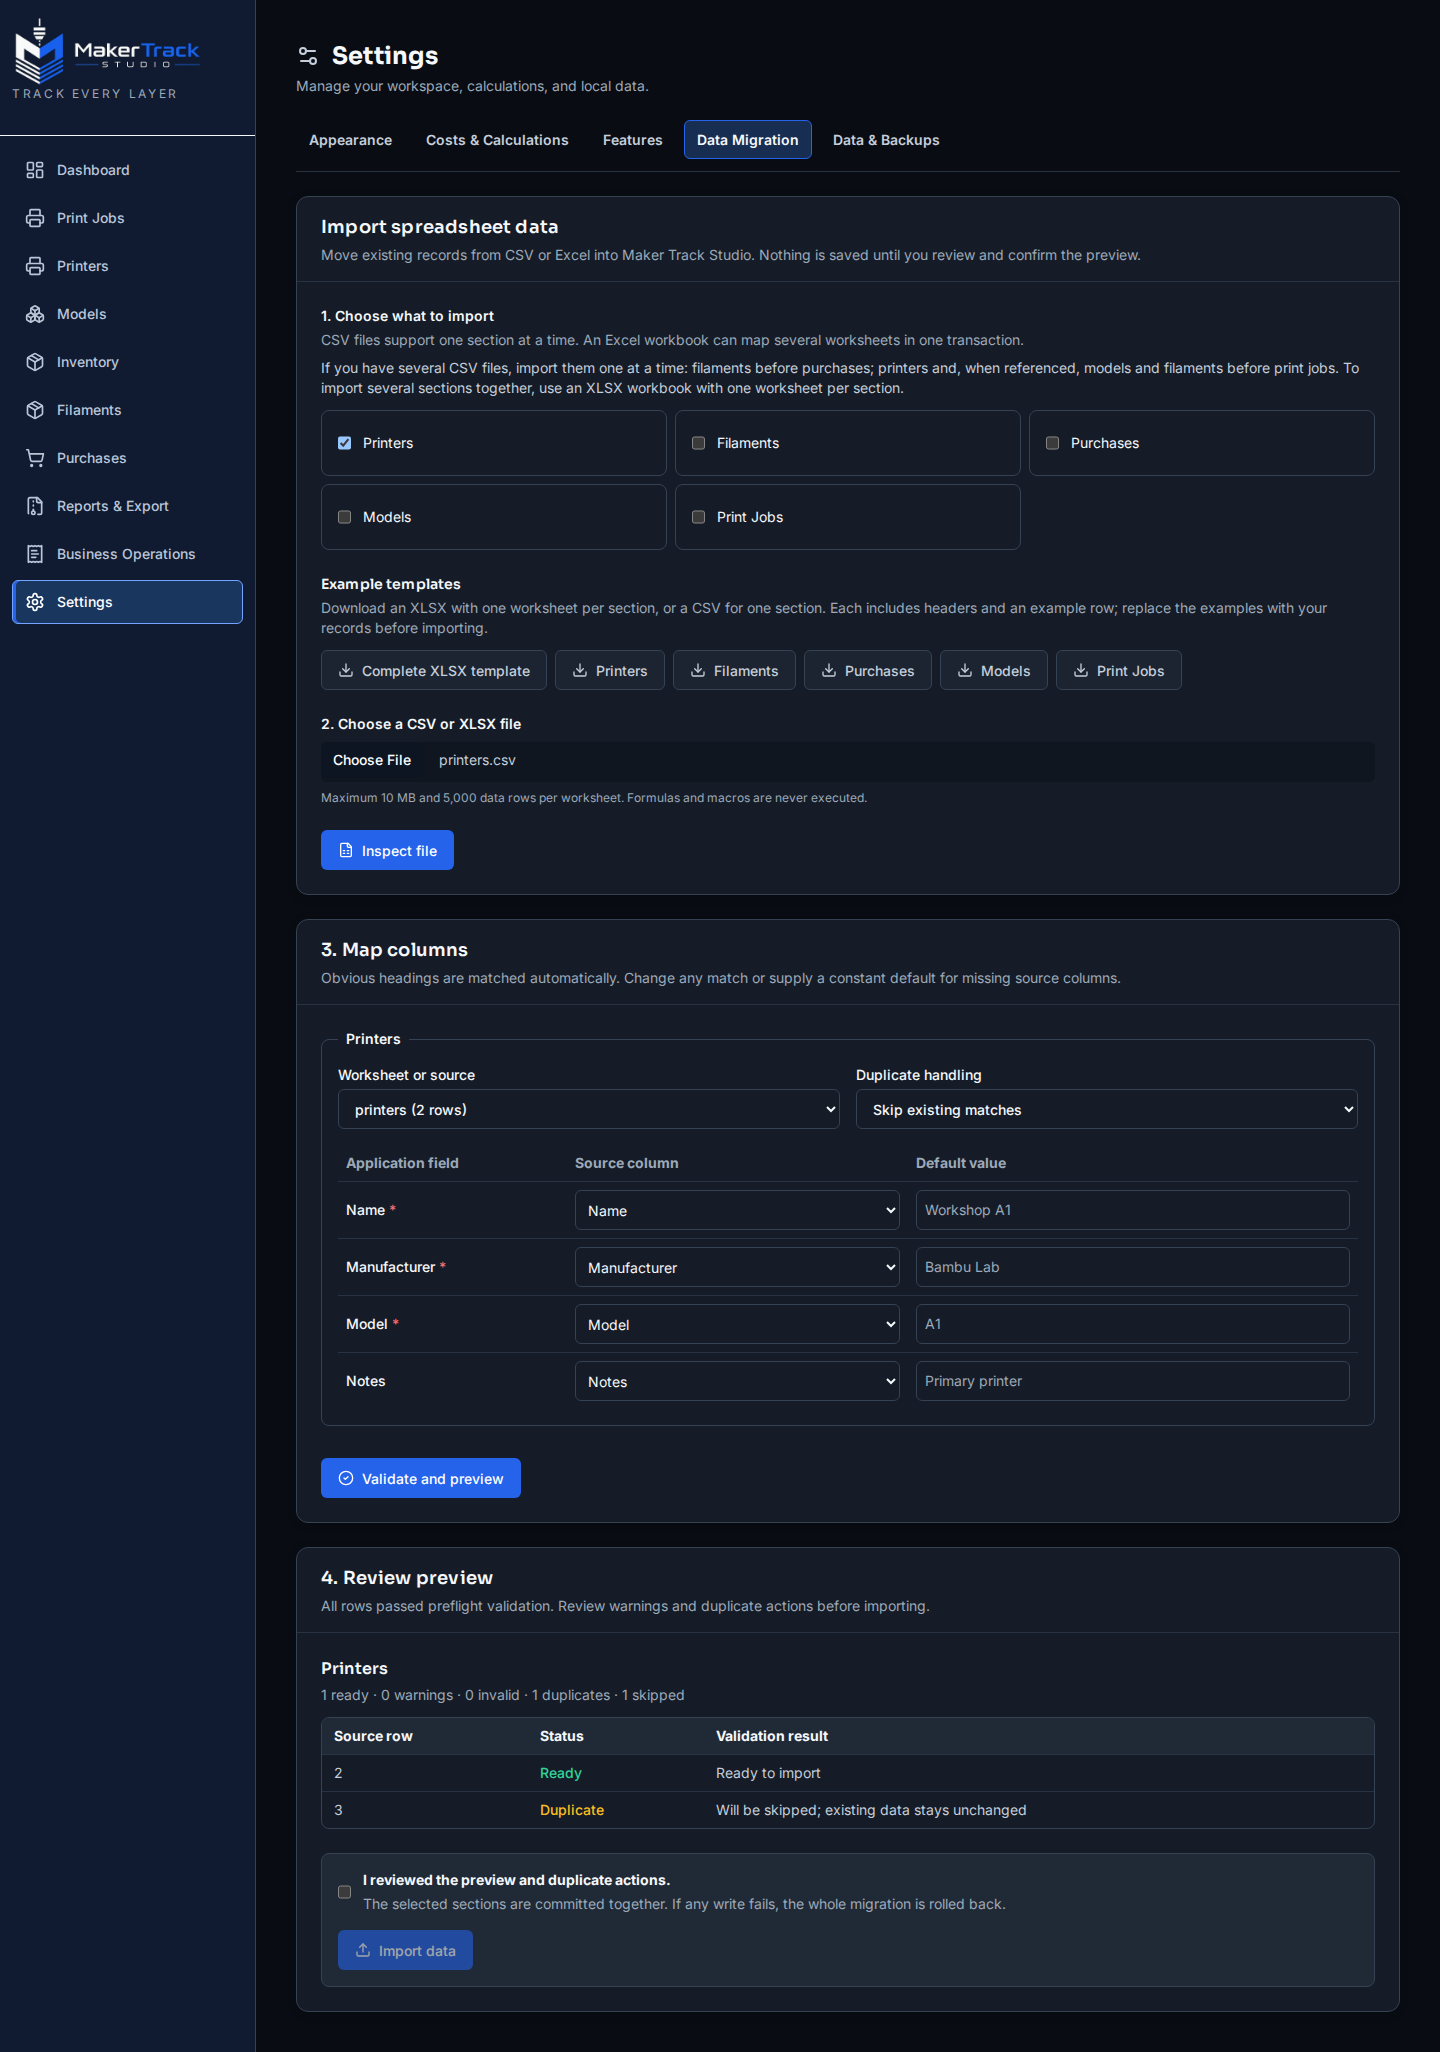 MakerTrack
STUDIO
TRACK EVERY LAYER
Dashboard
Print Jobs
Printers
Models
Inventory
Filaments
Purchases
Reports & Export
Business Operations
Settings
Settings
Manage your workspace, calculations, and local data.
Appearance Costs & Calculations Features Data Migration Data & Backups
Import spreadsheet data
Move existing records from CSV or Excel into Maker Track Studio. Nothing is saved until you review and confirm the preview.
1. Choose what to import
CSV files support one section at a time. An Excel workbook can map several worksheets in one transaction.
If you have several CSV files, import them one at a time: filaments before purchases; printers and, when referenced, models and filaments before print jobs. To
import several sections together, use an XLSX workbook with one worksheet per section.
Printers Filaments Purchases
Models Print Jobs
Example templates
Download an XLSX with one worksheet per section, or a CSV for one section. Each includes headers and an example row; replace the examples with your
records before importing.
Complete XLSX template Printers Filaments Purchases Models Print Jobs
2. Choose a CSV or XLSX file
Choose File printers.csv
Maximum 10 MB and 5,000 data rows per worksheet. Formulas and macros are never executed.
Inspect file
3. Map columns
Obvious headings are matched automatically. Change any match or supply a constant default for missing source columns.
Printers
Worksheet or source Duplicate handling
printers (2 rows) Skip existing matches
Application field Source column Default value
Name * Name Workshop A1
Manufacturer * Manufacturer Bambu Lab
Model * Model A1
Notes Notes Primary printer
Validate and preview
4. Review preview
All rows passed preflight validation. Review warnings and duplicate actions before importing.
Printers
1 ready · 0 warnings · 0 invalid · 1 duplicates · 1 skipped
Source row Status Validation result
2 Ready Ready to import
3 Duplicate Will be skipped; existing data stays unchanged
I reviewed the preview and duplicate actions.
The selected sections are committed together. If any write fails, the whole migration is rolled back.
Import data